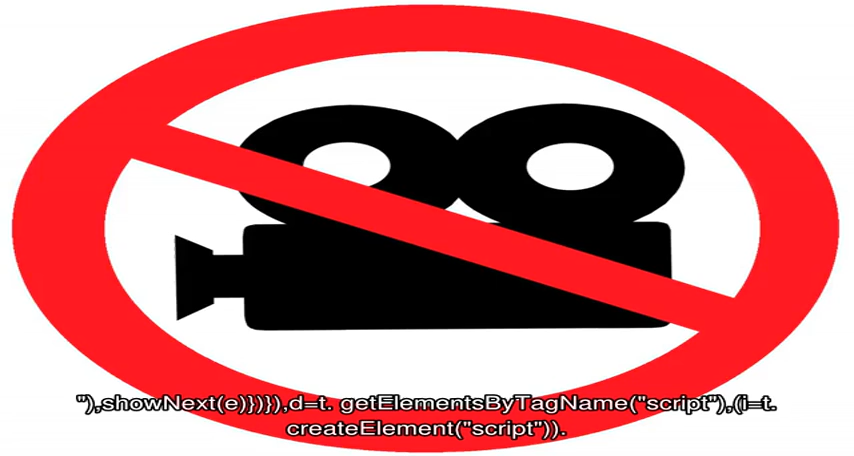 "),showNext(e)})}),d=t. getElementsByTagName("script"),(i=t.
createElement("script")).